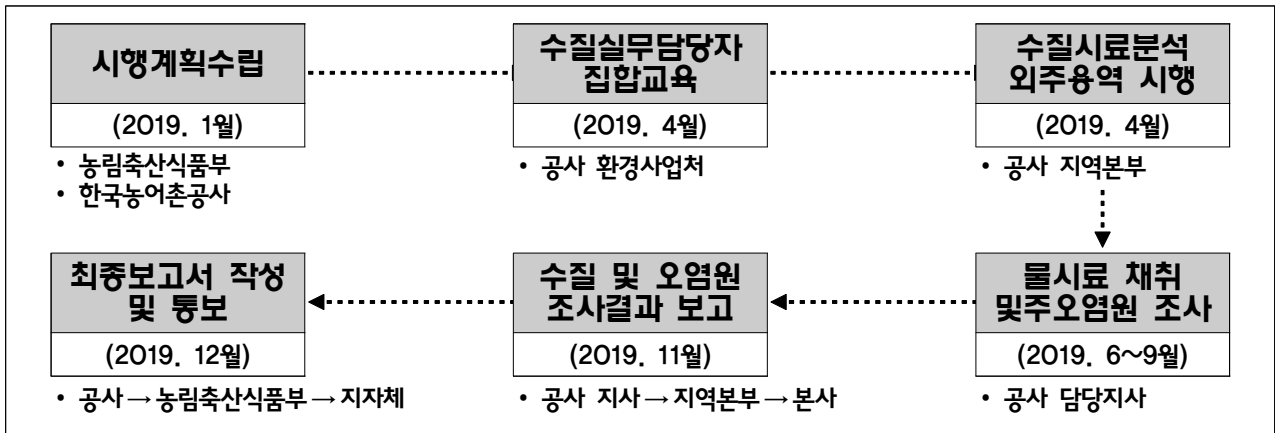 시행계획수립
(2019. 1월)
• 농림축산식품부
• 한국농어촌공사
수질실무담당자
집합교육
(2019. 4월)
• 공사 환경사업처
수질시료분석
외주용역 시행
(2019. 4월)
• 공사 지역본부
물시료 채취
및주오염원 조사
(2019. 6～9월)
• 공사 담당지사
수질 및 오염원
조사결과 보고
(2019. 11월)
• 공사 지사→지역본부→본사
최종보고서 작성
및 통보
(2019. 12월)
• 공사→농림축산식품부→지자체